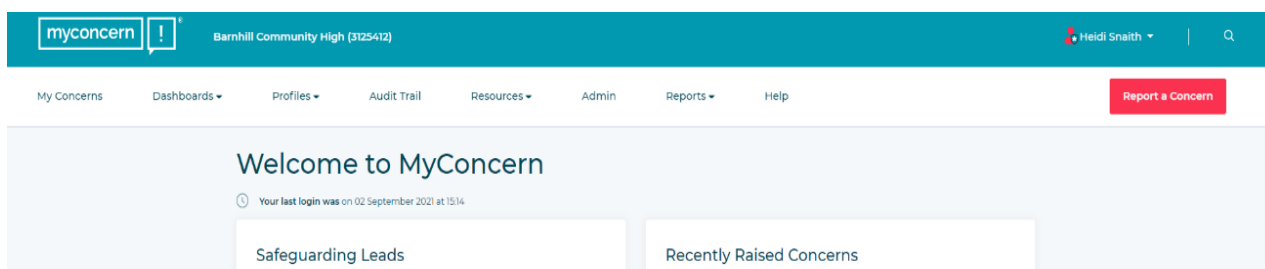 myconcern ! ®
Barnhill Community High (3125412)
Heidi Snaith
My Concerns
Dashboards
Profiles
Audit Trail
Resources
Admin
Reports
Help
Report a Concern
Welcome to MyConcern
Your last login was on 02 September 2021 at 15:14
Safeguarding Leads
Recently Raised Concerns